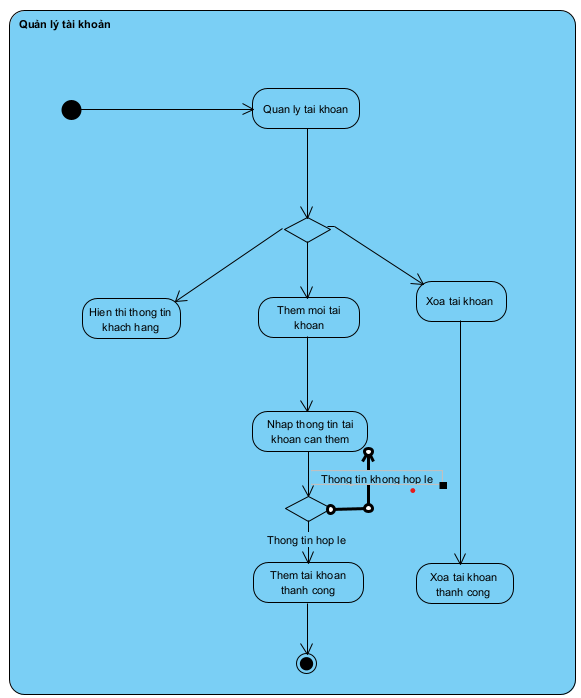 Quản lý tài khoản
Quan ly tai khoan
Hien thi thong tin
khach hang
Them moi tai
khoan
Xoa tai khoan
Nhap thong tin tai
khoan can them
Thong tin khong hop le
Thong tin hop le
Them tai khoan
thanh cong
Xoa tai khoan
thanh cong